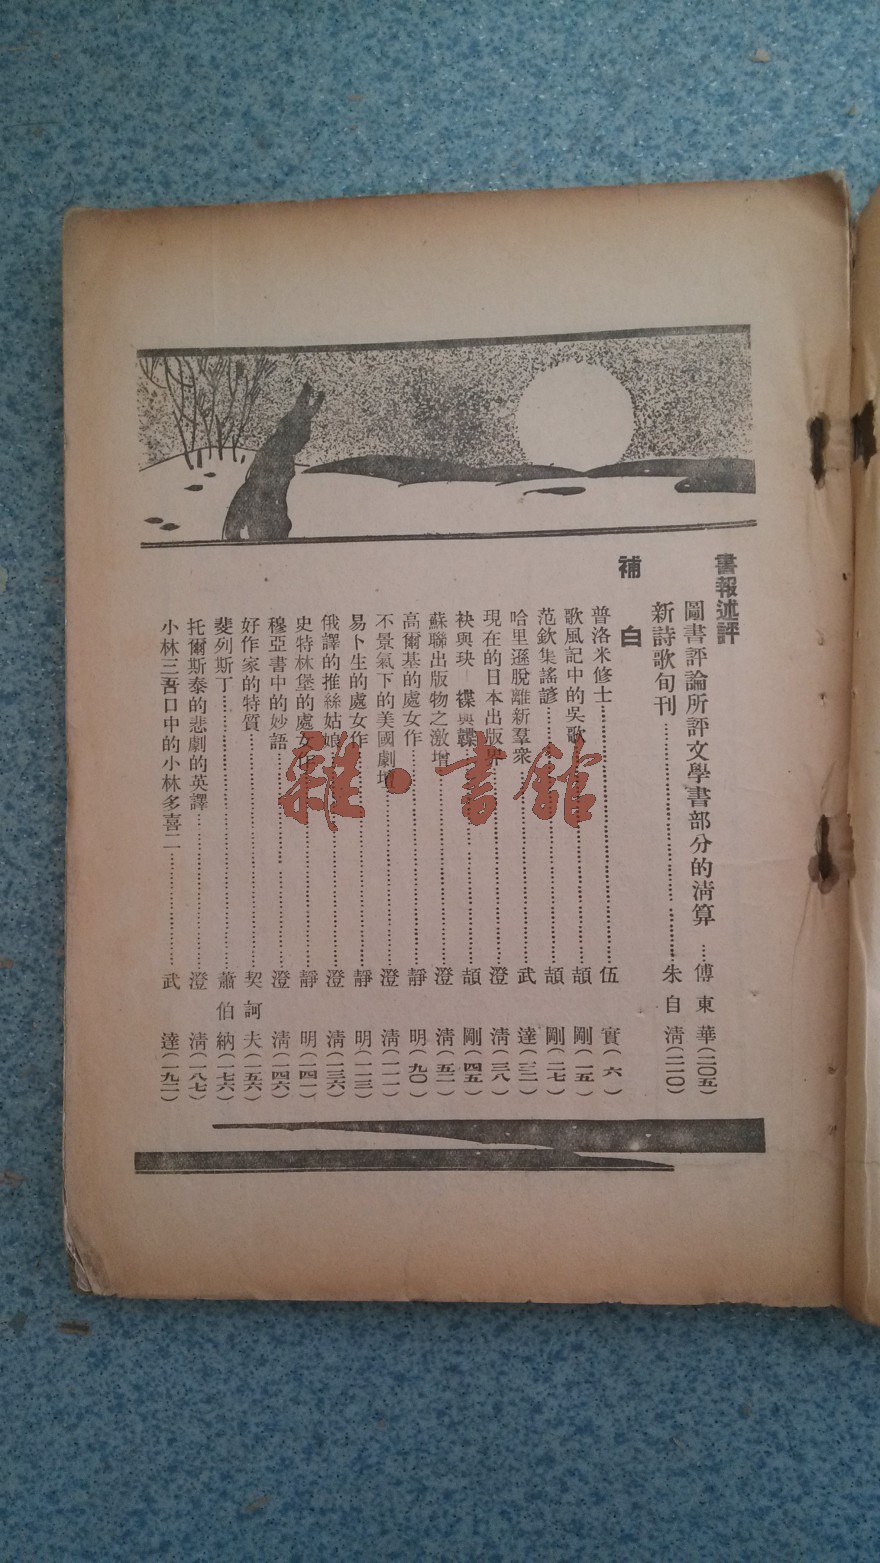 書報述評
圖書評論所評文學書部分的清算…傅東華(二〇五)
新詩歌旬刊…………朱自清(二一〇)
補白
普洛米修士…………伍實(六)
歌風記中的吳歌…………頡剛(一五)
范欽集謠諺…………頡剛(二七)
哈里遜脫離新羣衆…………武達(三二)
現在的日本出版界…………澄清(三八)
袂與玦—褋與韘…………頡剛(四五)
蘇聯出版物之激增…………澄清(五二)
高爾基的處女作…………靜明(九〇)
不景氣下的美國劇壇…………澄清(一一一)
易卜生的處女作…………靜明(一一三)
俄譯的推絲姑娘…………澄清(一三六)
史特林堡的處女作…………靜明(一四一)
穆亞書中的妙語…………澄清(一四六)
好作家的特質…………契訶夫(一五六)
斐列斯丁…………蕭伯納(一七六)
托爾斯泰的悲劇的英譯…………澄清(一八七)
小林三吾口中的小林多喜二…………武達(一九二)
雜·書館